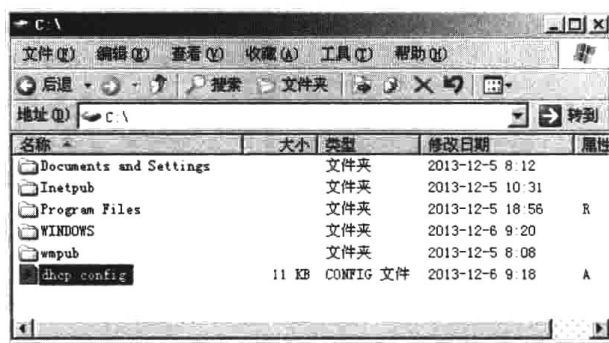 C:\
文件(F) 编辑(E) 查看(V) 收藏(A) 工具(T) 帮助(H)
后退 搜索 文件夹
地址(D) C:\ 转到
名称 大小 类型 修改日期 属性
Documents and Settings 文件夹 2013-12-5 8:12
Inetpub 文件夹 2013-12-5 10:31
Program Files 文件夹 2013-12-5 18:56 R
WINDOWS 文件夹 2013-12-6 9:20
wmpub 文件夹 2013-12-5 8:08
dhcp config 11 KB CONFIG 文件 2013-12-6 9:18 A